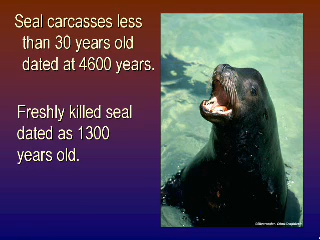 Seal carcasses less
than 30 years old
dated at 4600 years.
Freshly killed seal
dated as 1300
years old.